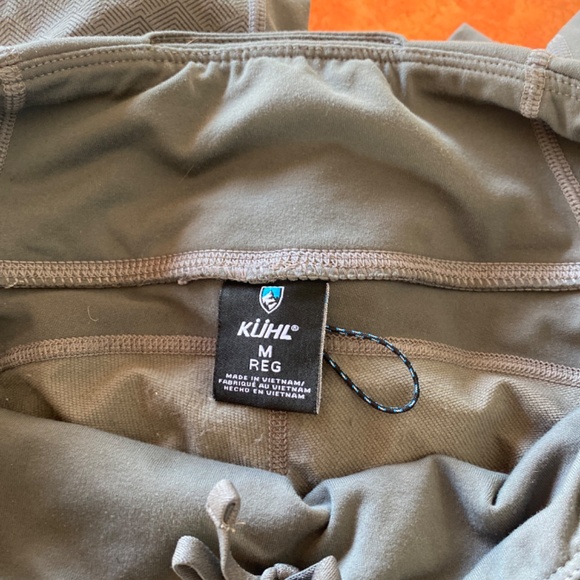 KÜHL®
M
REG
MADE IN VIETNAM/
FABRIQUÉ AU VIETNAM/
HECHO EN VIETNAM